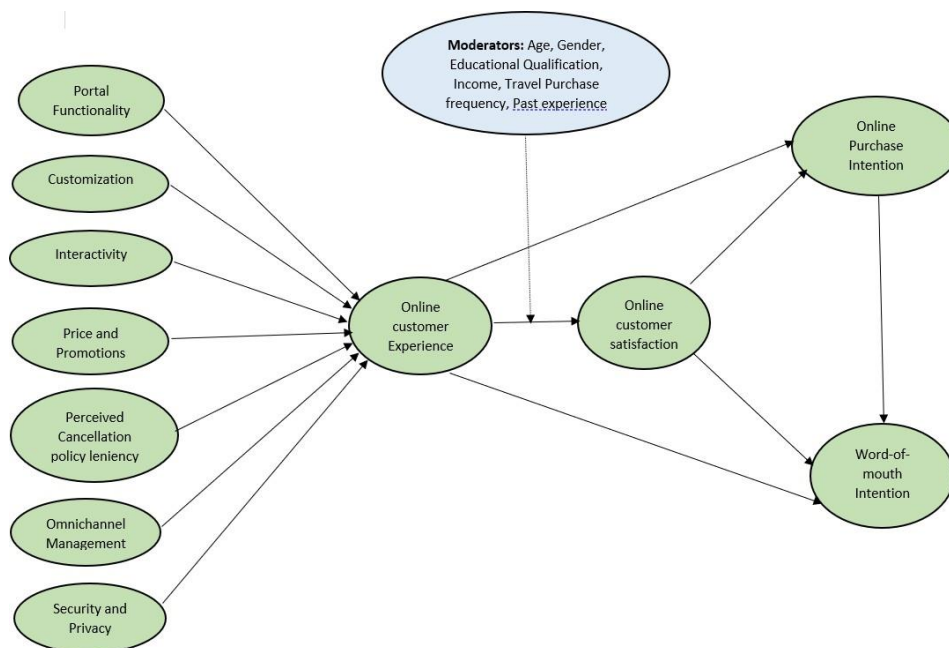 Moderators: Age, Gender,
Educational Qualification,
Income, Travel Purchase
frequency, Past experience
Portal
Functionality
Customization
Interactivity
Price and
Promotions
Perceived
Cancellation
policy leniency
Omnichannel
Management
Security and
Privacy
Online
customer
Experience
Online
customer
satisfaction
Online
Purchase
Intention
Word-of-
mouth
Intention